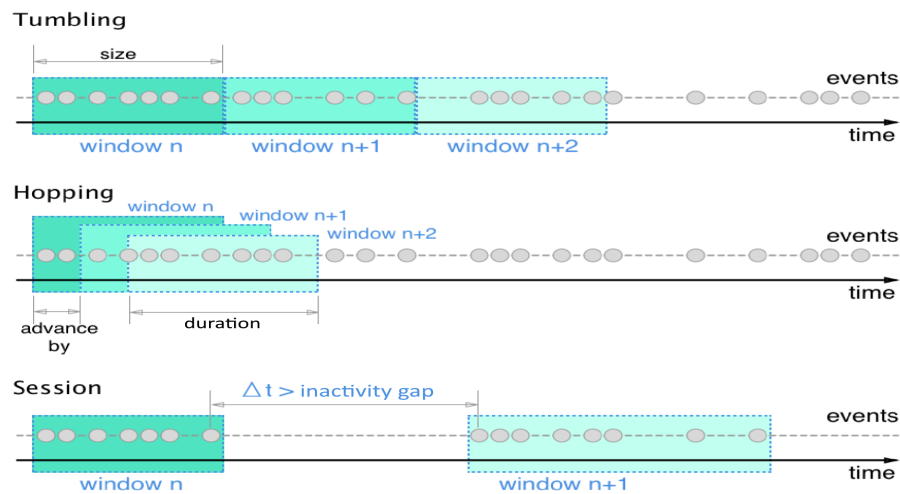 Tumbling
size
events
time
window n
window n+1
window n+2
Hopping
window n
window n+1
window n+2
events
time
advance
by
duration
Session
Δt > inactivity gap
events
time
window n
window n+1